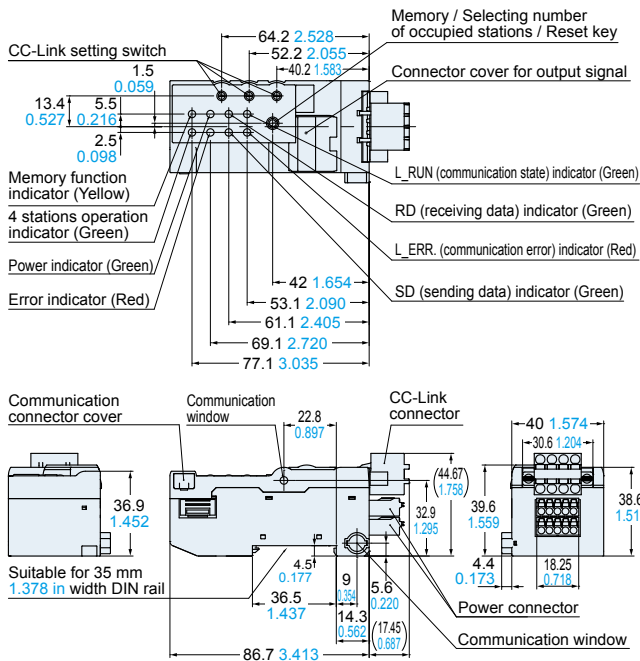 64.2 2.528
52.2 2.055
40.2 1.583
Memory / Selecting number
of occupied stations / Reset key
CC-Link setting switch
Connector cover for output signal
1.5
0.059
13.4
0.527
5.5
0.216
2.5
0.098
L_RUN (communication state) indicator (Green)
Memory function
indicator (Yellow)
RD (receiving data) indicator (Green)
4 stations operation
indicator (Green)
L_ERR. (communication error) indicator (Red)
Power indicator (Green)
SD (sending data) indicator (Green)
Error indicator (Red)
42 1.654
53.1 2.090
61.1 2.405
69.1 2.720
77.1 3.035
Communication
connector cover
Communication
window
22.8
0.897
CC-Link
connector
40 1.574
30.6 1.204
36.9
1.452
(44.67)
1.758
32.9
1.295
39.6
1.559
38.6
1.51
Suitable for 35 mm
1.378 in width DIN rail
4.5
0.177
36.5
1.437
9
0.354
14.3
0.562
5.6
0.220
(17.45)
0.687
4.4
0.173
18.25
0.718
Power connector
Communication window
86.7 3.413